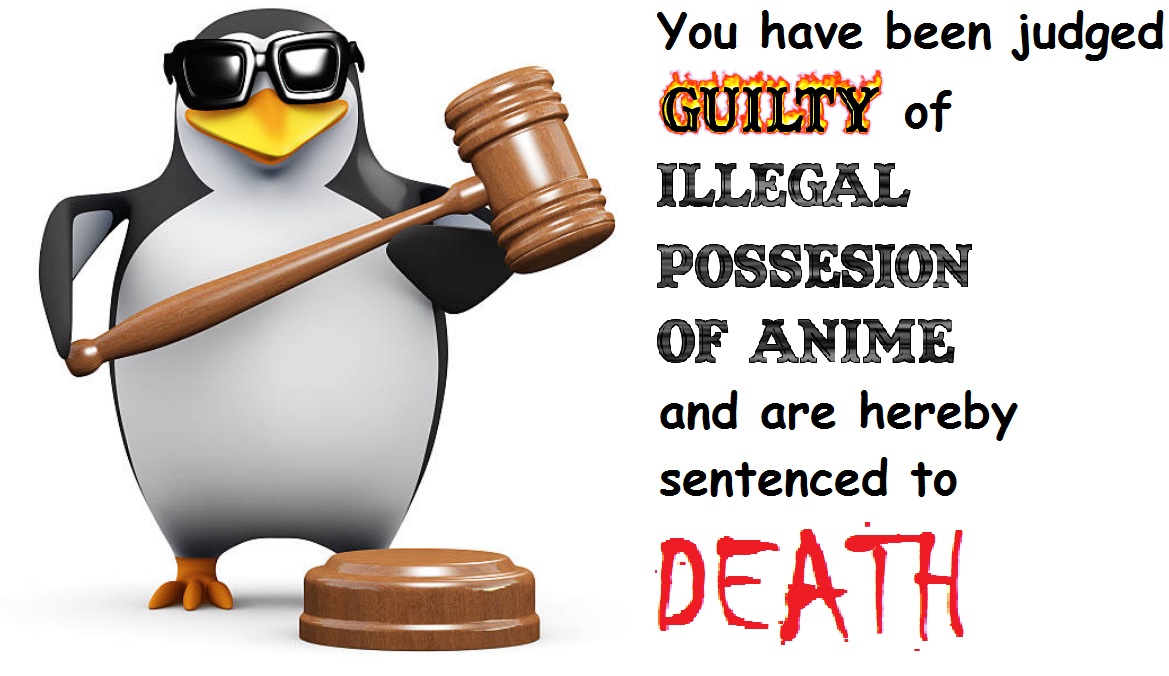 You have been judged
GUILTY of
ILLEGAL
POSSESION
OF ANIME
and are hereby
sentenced to
DEATH